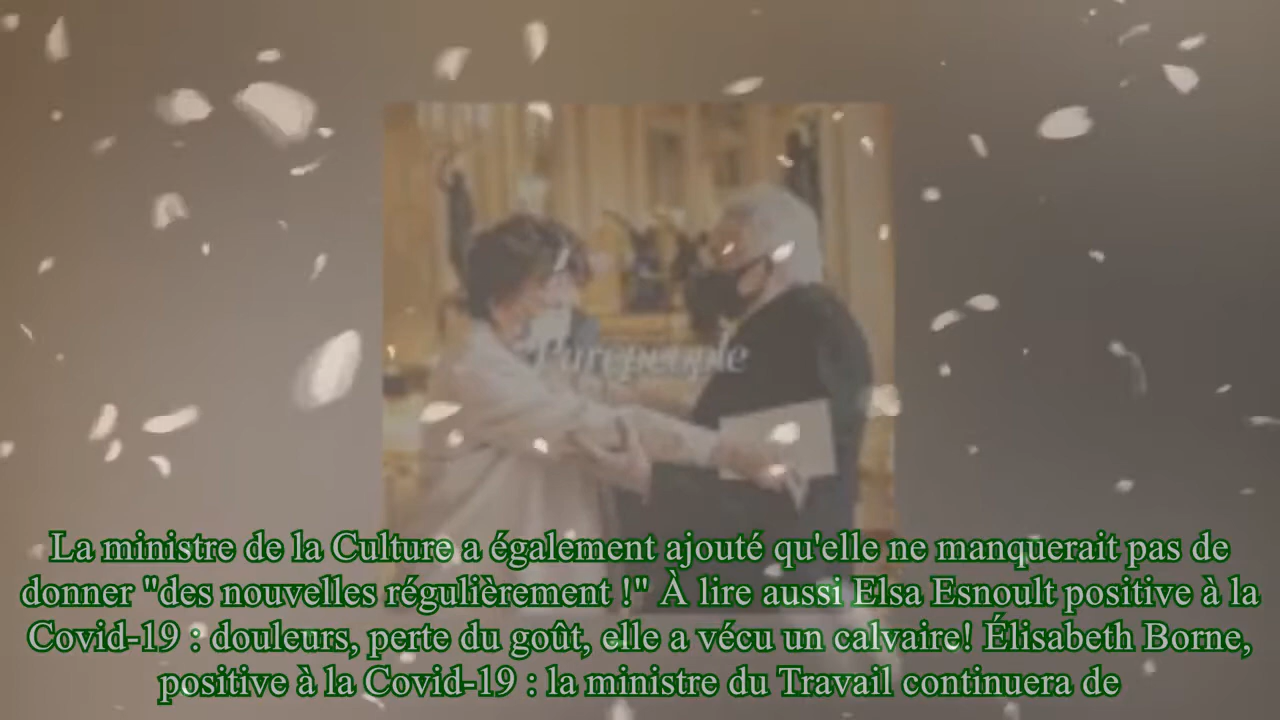 Purepeople
La ministre de la Culture a également ajouté qu'elle ne manquerait pas de
donner "des nouvelles régulièrement !" À lire aussi Elsa Esnoult positive à la
Covid-19 : douleurs, perte du goût, elle a vécu un calvaire! Élisabeth Borne,
positive à la Covid-19 : la ministre du Travail continuera de